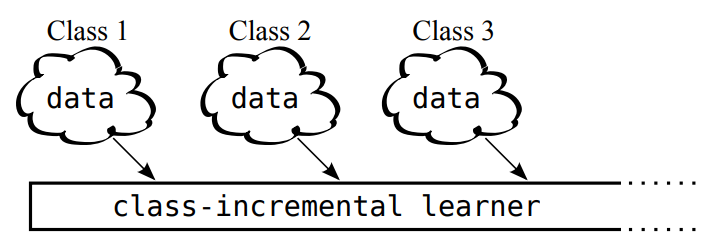 Class 1 Class 2 Class 3
data data data
class-incremental learner